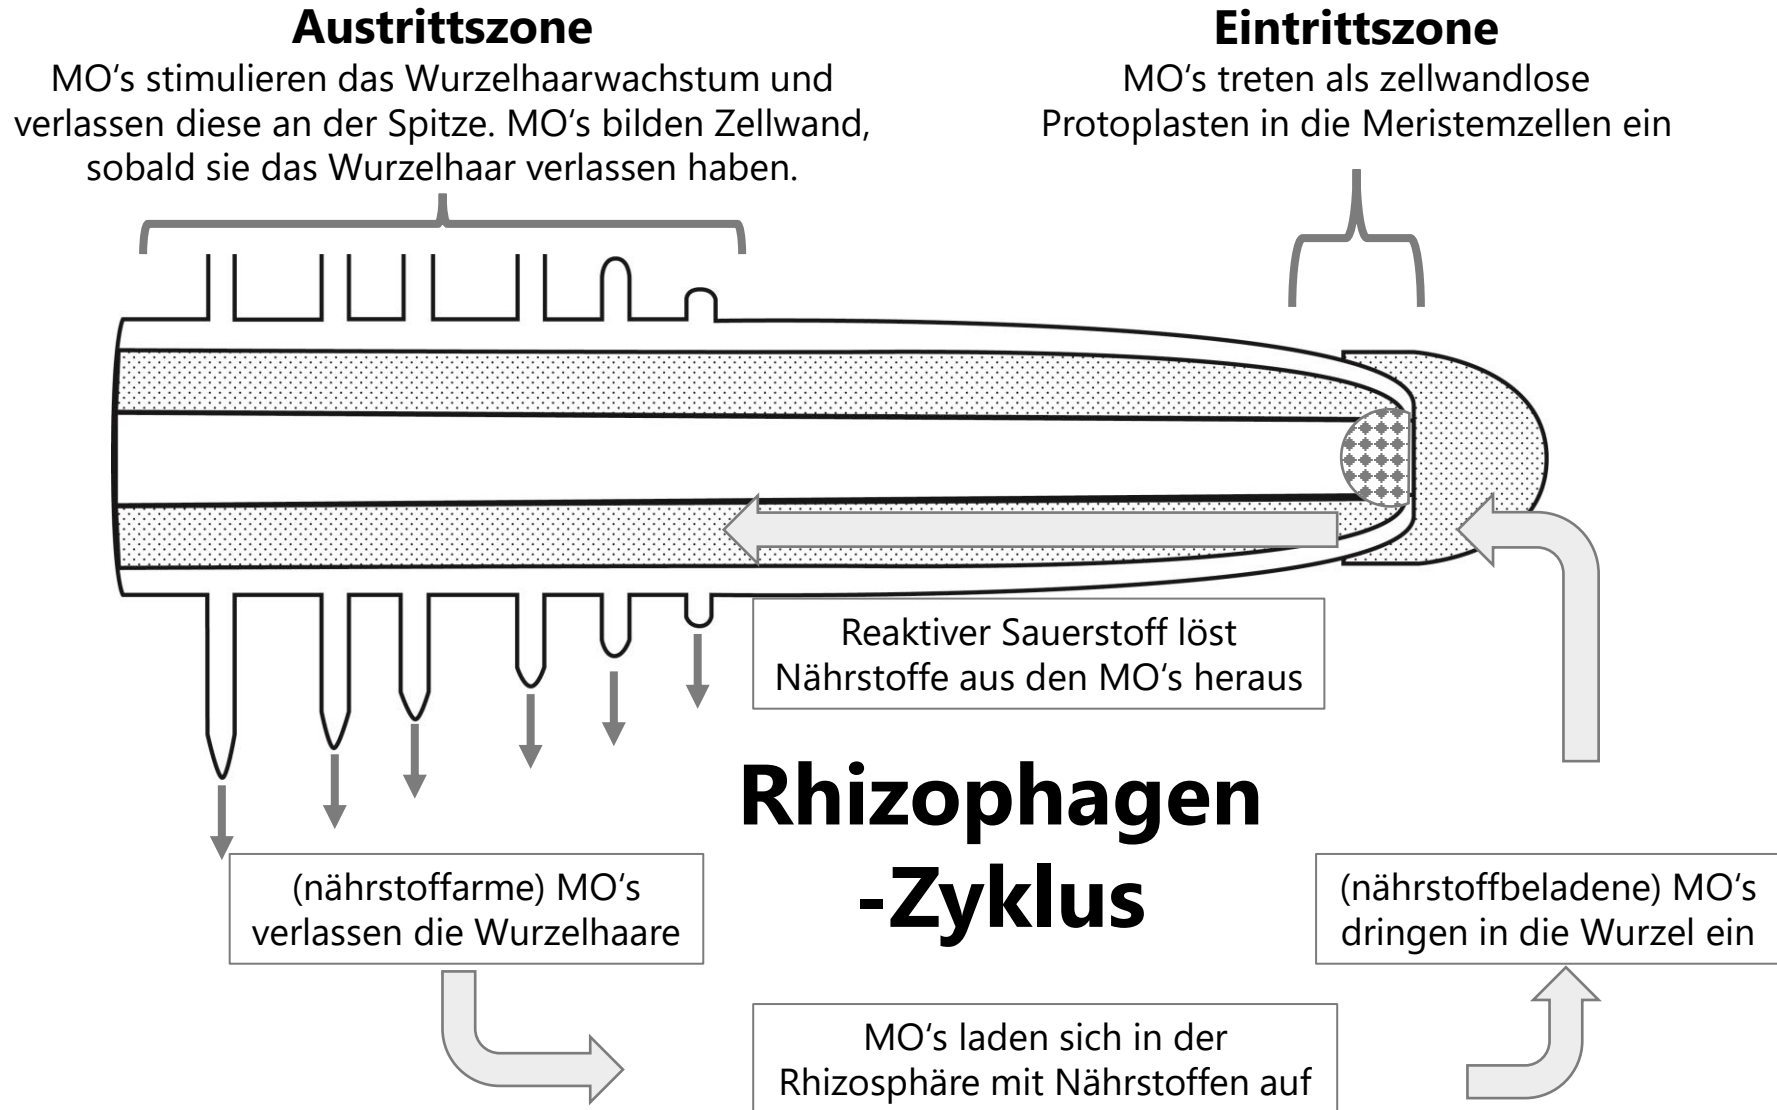 Austrittszone
MO‘s stimulieren das Wurzelhaarwachstum und
verlassen diese an der Spitze. MO‘s bilden Zellwand,
sobald sie das Wurzelhaar verlassen haben.
Eintrittszone
MO‘s treten als zellwandlose
Protoplasten in die Meristemzellen ein
Reaktiver Sauerstoff löst
Nährstoffe aus den MO‘s heraus
Rhizophagen
-Zyklus
(nährstoffarme) MO‘s
verlassen die Wurzelhaare
(nährstoffbeladene) MO‘s
dringen in die Wurzel ein
MO‘s laden sich in der
Rhizosphäre mit Nährstoffen auf